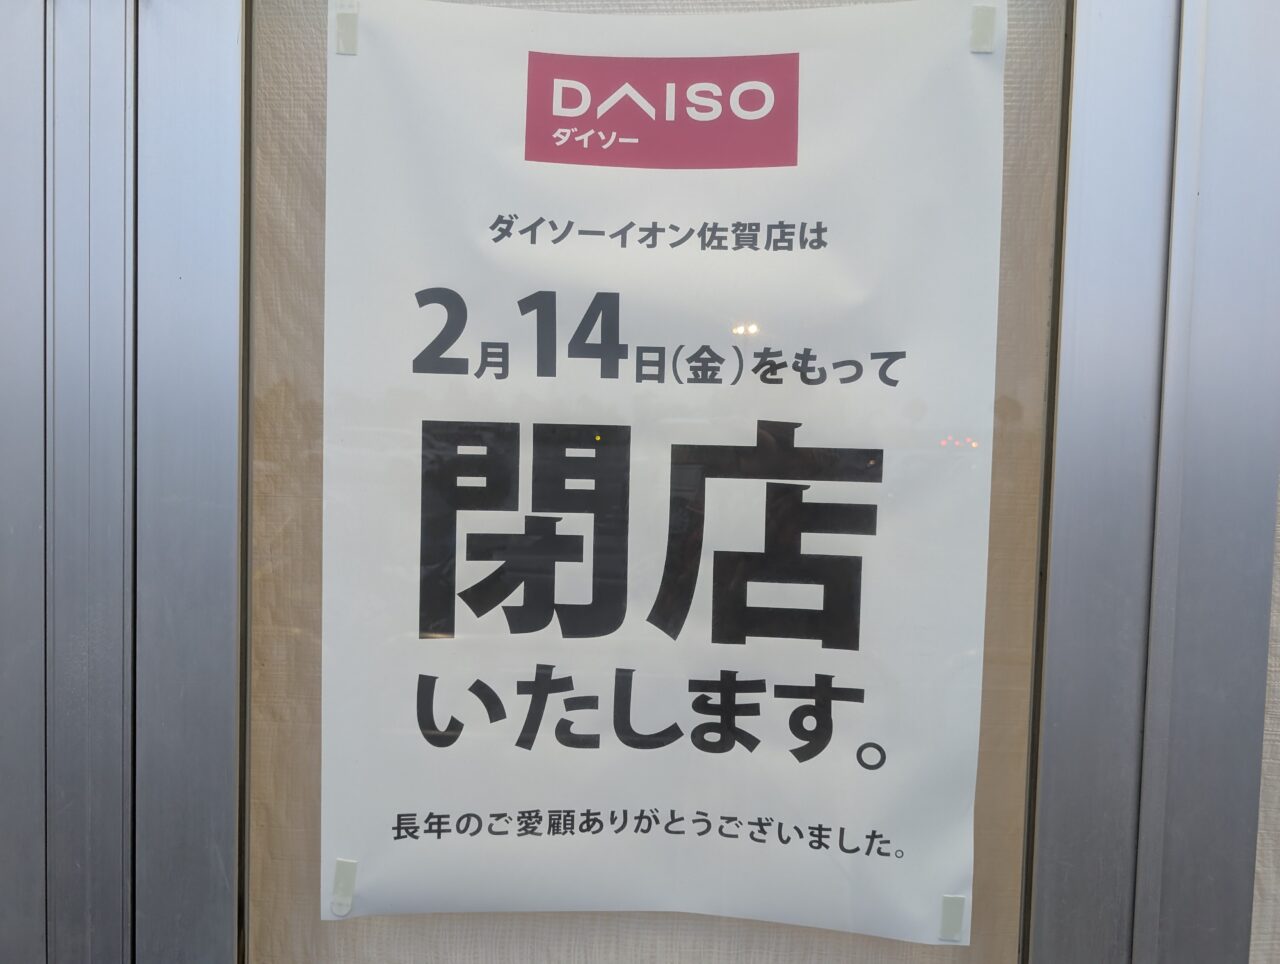 DAISO
ダイソー
ダイソーイオン佐賀店は
2月14日(金)をもって
閉店
いたします。
長年のご愛顧ありがとうございました。